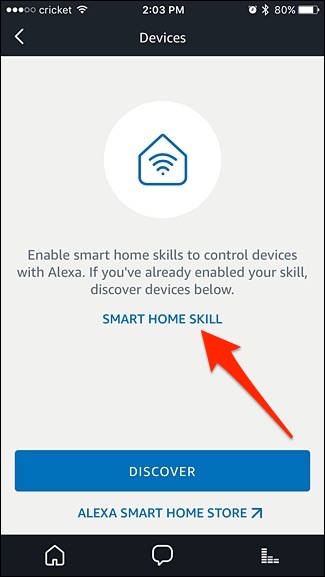 cricket 2:03 PM 80%
Devices
Enable smart home skills to control devices
with Alexa. If you've already enabled your skill,
discover devices below.
SMART HOME SKILL
DISCOVER
ALEXA SMART HOME STORE